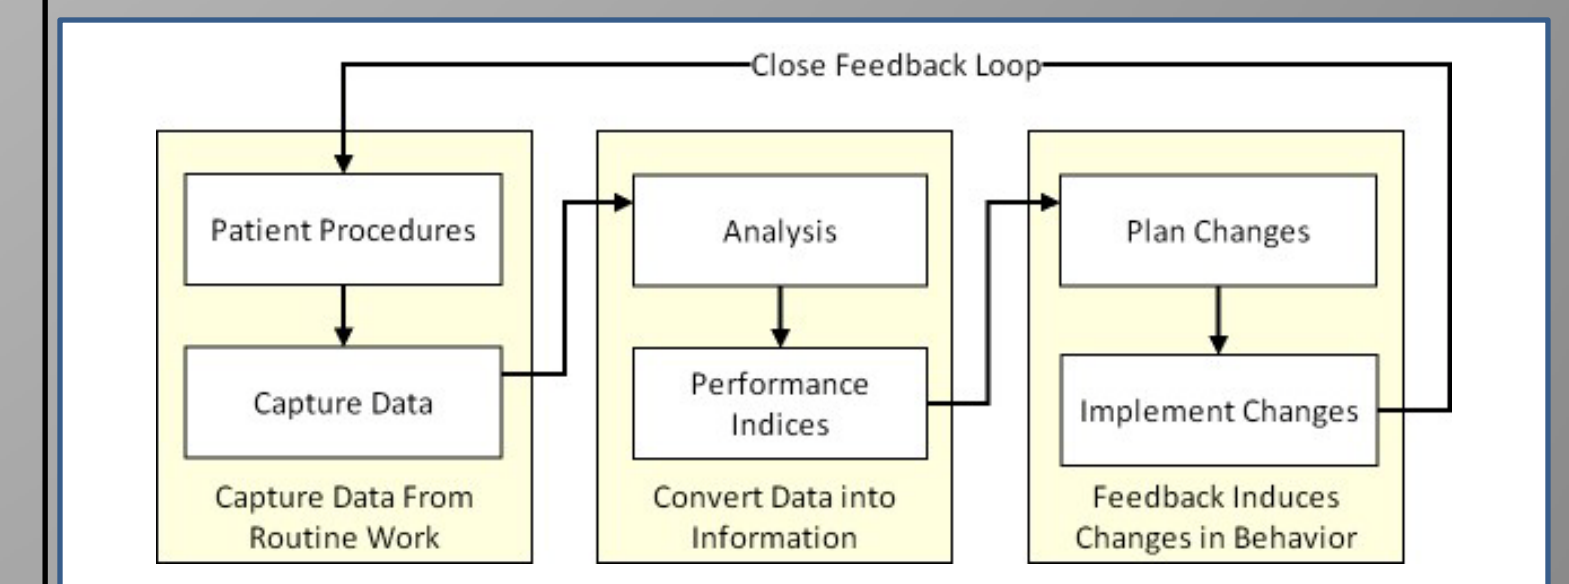 Close Feedback Loop
Patient Procedures
Capture Data
Capture Data From
Routine Work
Analysis
Performance
Indices
Convert Data into
Information
Plan Changes
Implement Changes
Feedback Induces
Changes in Behavior